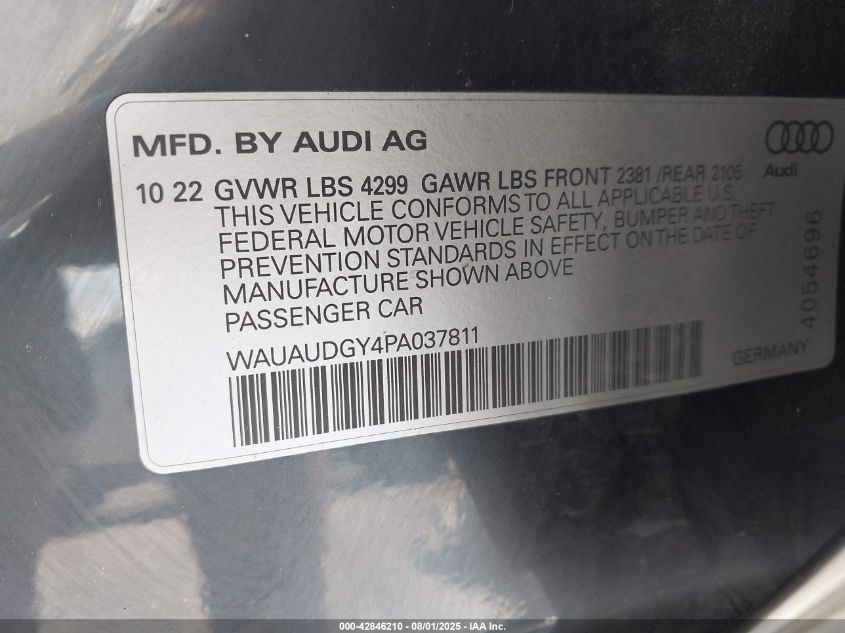 MFD. BY AUDI AG
Audi
10 22 GVWR LBS 4299 GAWR LBS FRONT 2381 /REAR 2105
THIS VEHICLE CONFORMS TO ALL APPLICABLE U.S.
FEDERAL MOTOR VEHICLE SAFETY, BUMPER AND THEFT
PREVENTION STANDARDS IN EFFECT ON THE DATE OF
MANUFACTURE SHOWN ABOVE
PASSENGER CAR
WAUAUDGY4PA037811
4054696
GERMANY
000-42846210 - 08/01/2025 - IAA Inc.